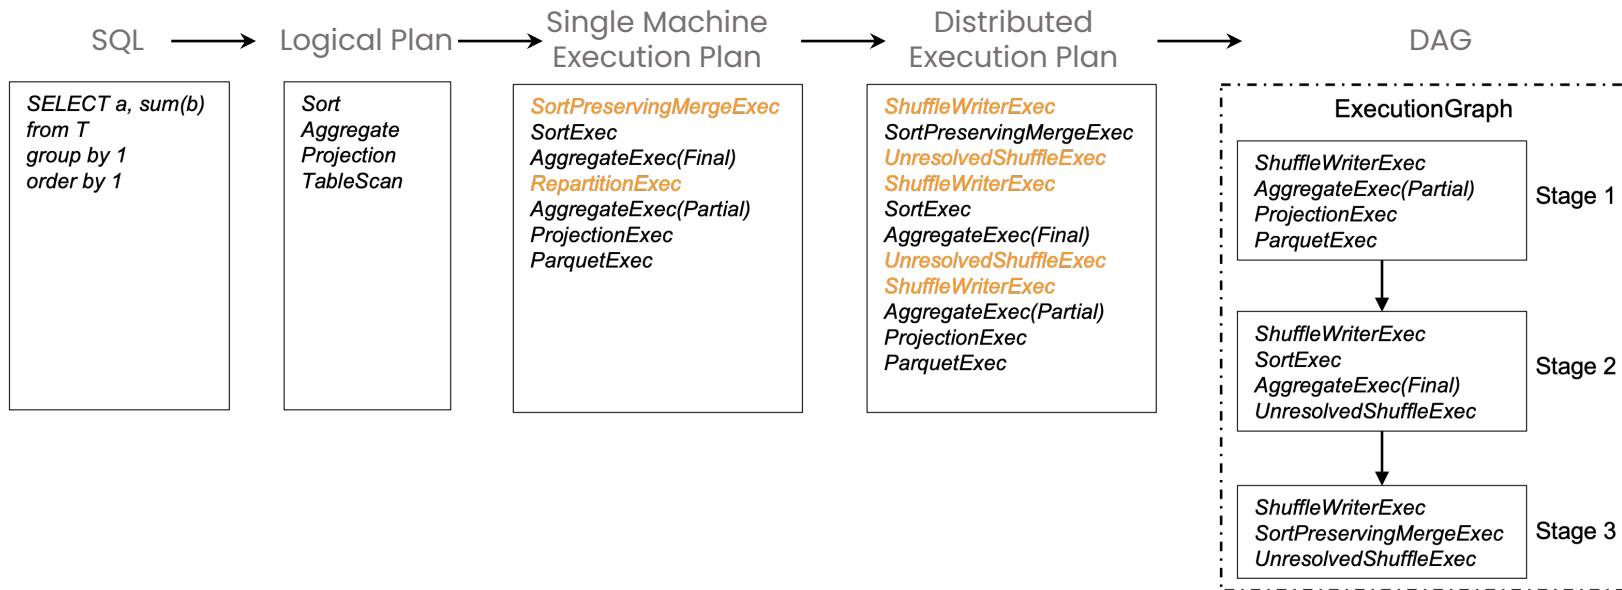 SQL
Logical Plan
Single Machine
Execution Plan
Distributed
Execution Plan
DAG
SELECT a, sum(b)
from T
group by 1
order by 1
Sort
Aggregate
Projection
TableScan
SortPreservingMergeExec
SortExec
AggregateExec(Final)
RepartitionExec
AggregateExec(Partial)
ProjectionExec
ParquetExec
ShuffleWriterExec
SortPreservingMergeExec
UnresolvedShuffleExec
ShuffleWriterExec
SortExec
AggregateExec(Final)
UnresolvedShuffleExec
ShuffleWriterExec
AggregateExec(Partial)
ProjectionExec
ParquetExec
ExecutionGraph
ShuffleWriterExec
AggregateExec(Partial)
ProjectionExec
ParquetExec
Stage 1
ShuffleWriterExec
SortExec
AggregateExec(Final)
UnresolvedShuffleExec
Stage 2
ShuffleWriterExec
SortPreservingMergeExec
UnresolvedShuffleExec
Stage 3